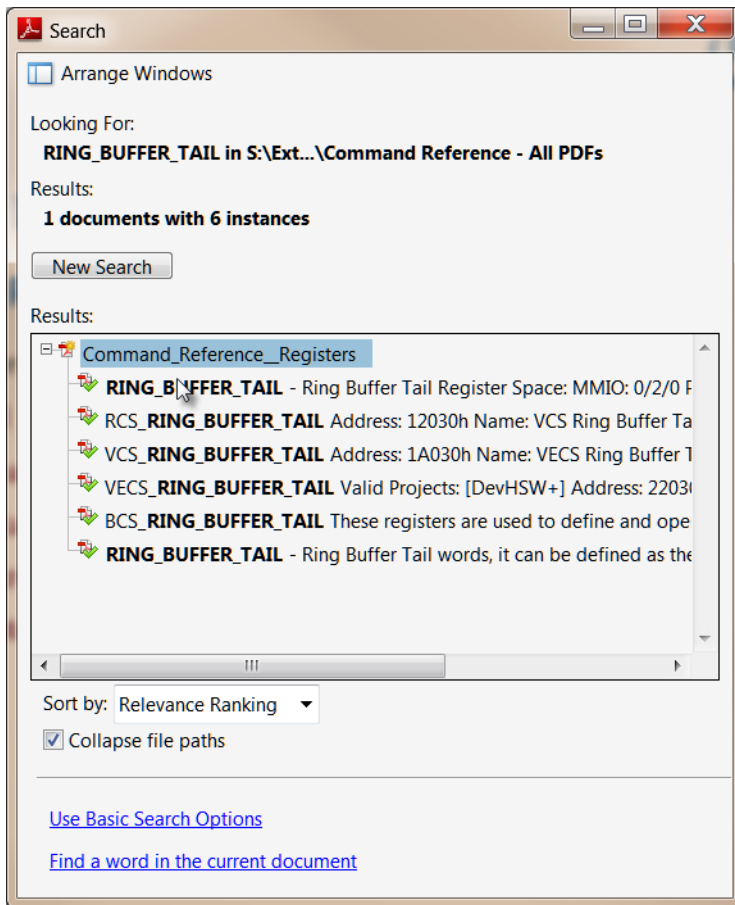 Search
Arrange Windows
Looking For:
RING_BUFFER_TAIL in S:\Ext...\Command Reference - All PDFs
Results:
1 documents with 6 instances
New Search
Results:
Command_Reference__Registers
RING_BUFFER_TAIL - Ring Buffer Tail Register Space: MMIO: 0/2/0
RCS_RING_BUFFER_TAIL Address: 12030h Name: VCS Ring Buffer Ta
VCS_RING_BUFFER_TAIL Address: 1A030h Name: VECS Ring Buffer
VECS_RING_BUFFER_TAIL Valid Projects: [DevHSW+] Address: 2203
BCS_RING_BUFFER_TAIL These registers are used to define and ope
RING_BUFFER_TAIL - Ring Buffer Tail words, it can be defined as the
Sort by: Relevance Ranking
Collapse file paths
Use Basic Search Options
Find a word in the current document